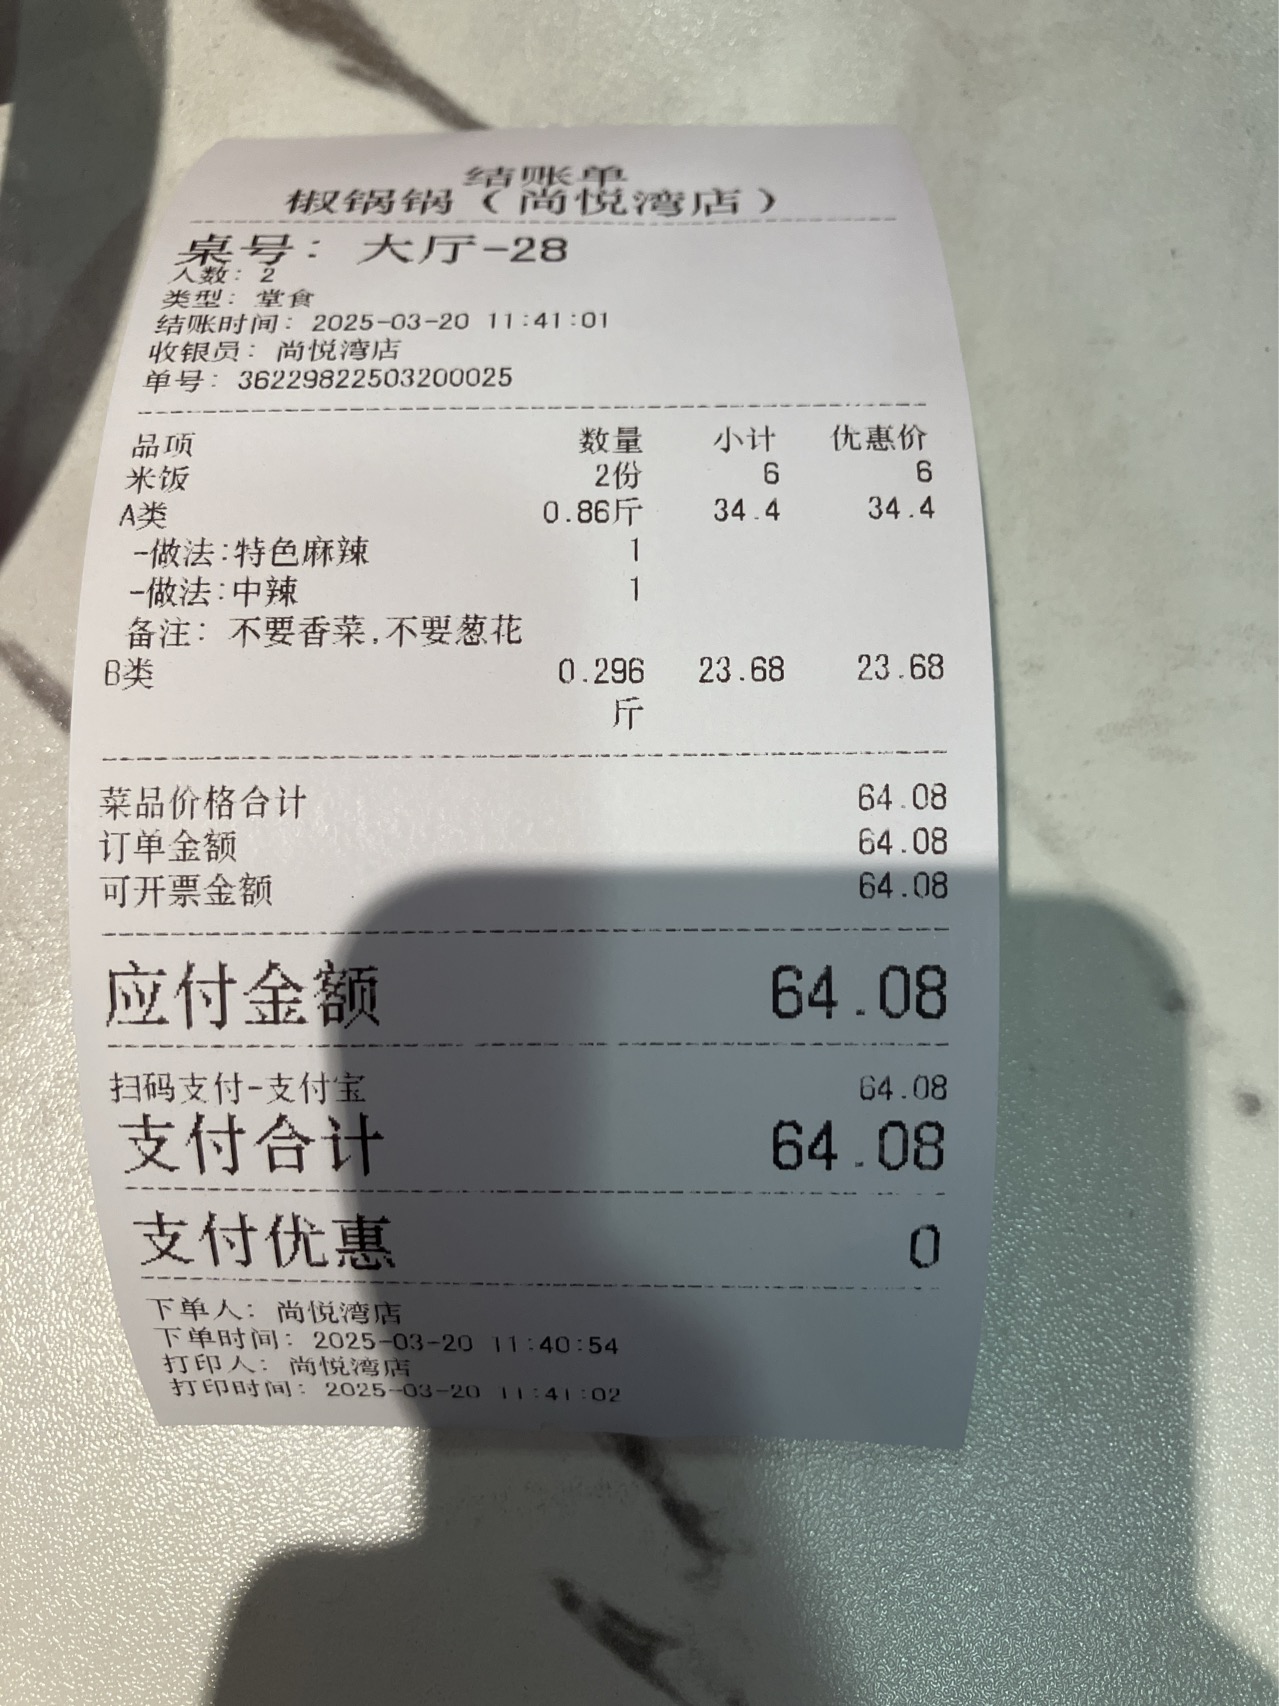 结账单
椒锅锅（尚悦湾店）
桌号：大厅-28
人数：2
类型：堂食
结账时间：2025-03-20 11:41:01
收银员：尚悦湾店
单号：36229822503200025
品项 数量 小计 优惠价
米饭 2份 6 6
A类 0.86斤 34.4 34.4
-做法:特色麻辣 1
-做法:中辣 1
备注：不要香菜,不要葱花
B类 0.296 23.68 23.68
斤
菜品价格合计 64.08
订单金额 64.08
可开票金额 64.08
应付金额 64.08
扫码支付-支付宝 64.08
支付合计 64.08
支付优惠 0
下单人：尚悦湾店
下单时间：2025-03-20 11:40:54
打印人：尚悦湾店
打印时间：2025-03-20 11:41:02